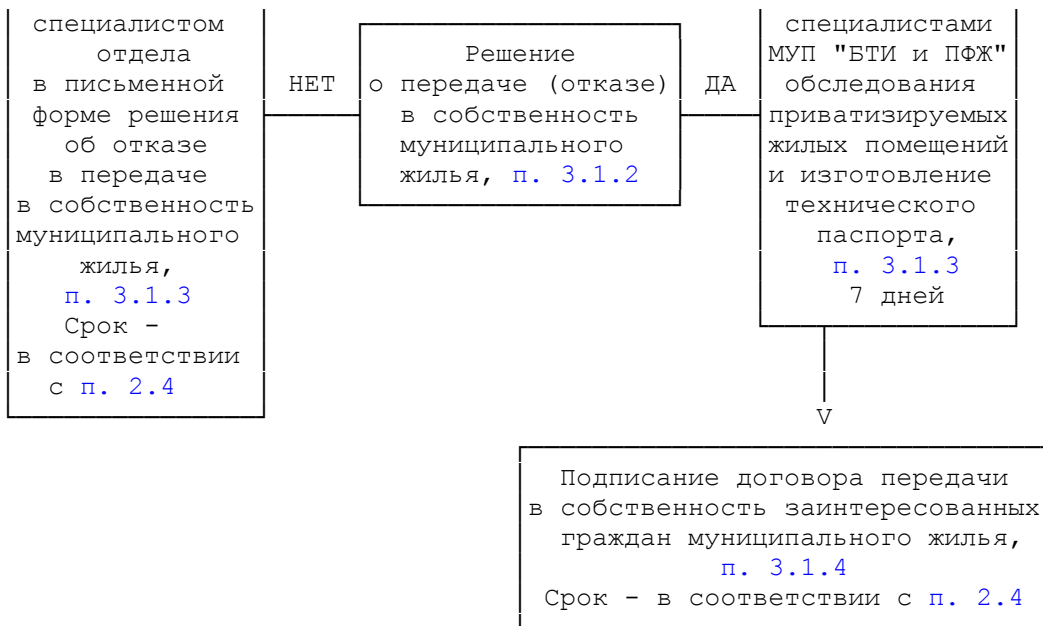 специалистом
отдела
в письменной
форме решения
об отказе
в передаче
в собственность
муниципального
жилья,
п. 3.1.3
Срок -
в соответствии
с п. 2.4
НЕТ
Решение
о передаче (отказе)
в собственность
муниципального
жилья, п. 3.1.2
ДА
специалистами
МУП "БТИ и ПФЖ"
обследования
приватизируемых
жилых помещений
и изготовление
технического
паспорта,
п. 3.1.3
7 дней
V
Подписание договора передачи
в собственность заинтересованных
граждан муниципального жилья,
п. 3.1.4
Срок - в соответствии с п. 2.4